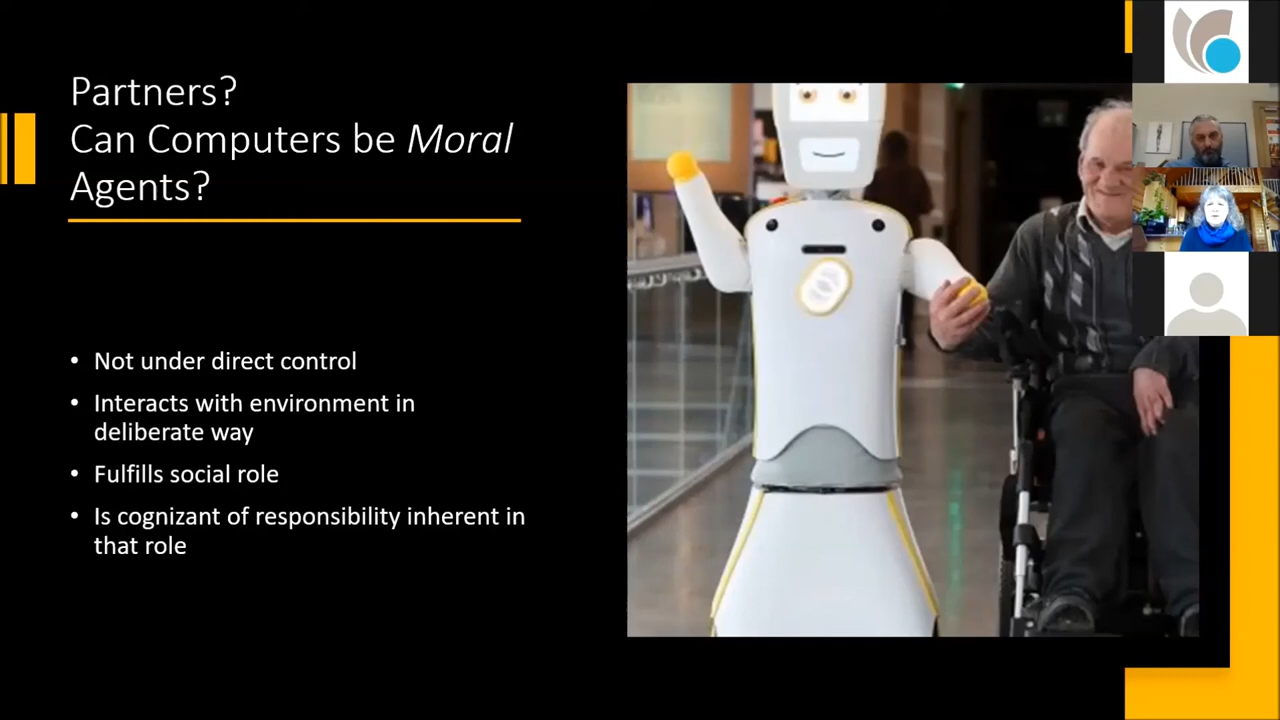 Partners?
Can Computers be Moral
Agents?
• Not under direct control
• Interacts with environment in
deliberate way
• Fulfills social role
• Is cognizant of responsibility inherent in
that role